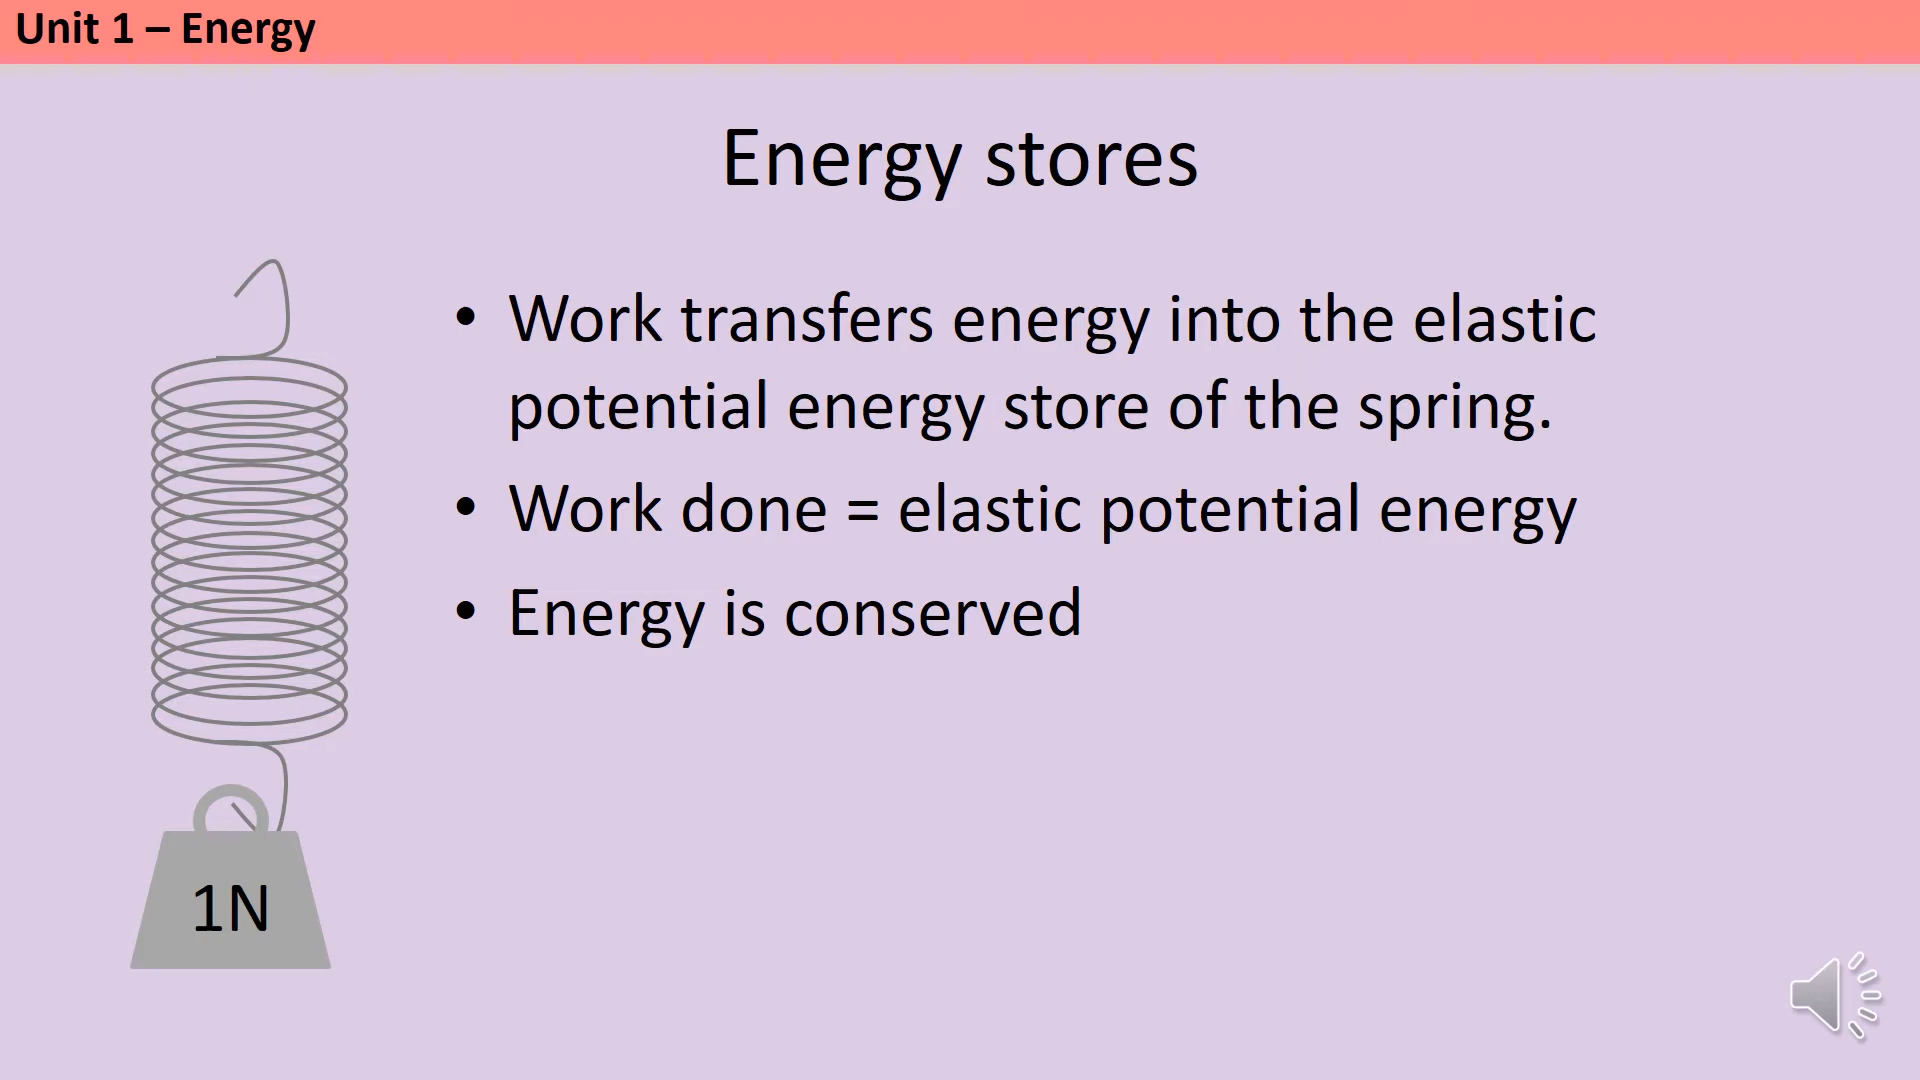 Unit 1 – Energy
Energy stores
• Work transfers energy into the elastic
potential energy store of the spring.
• Work done = elastic potential energy
• Energy is conserved
1N